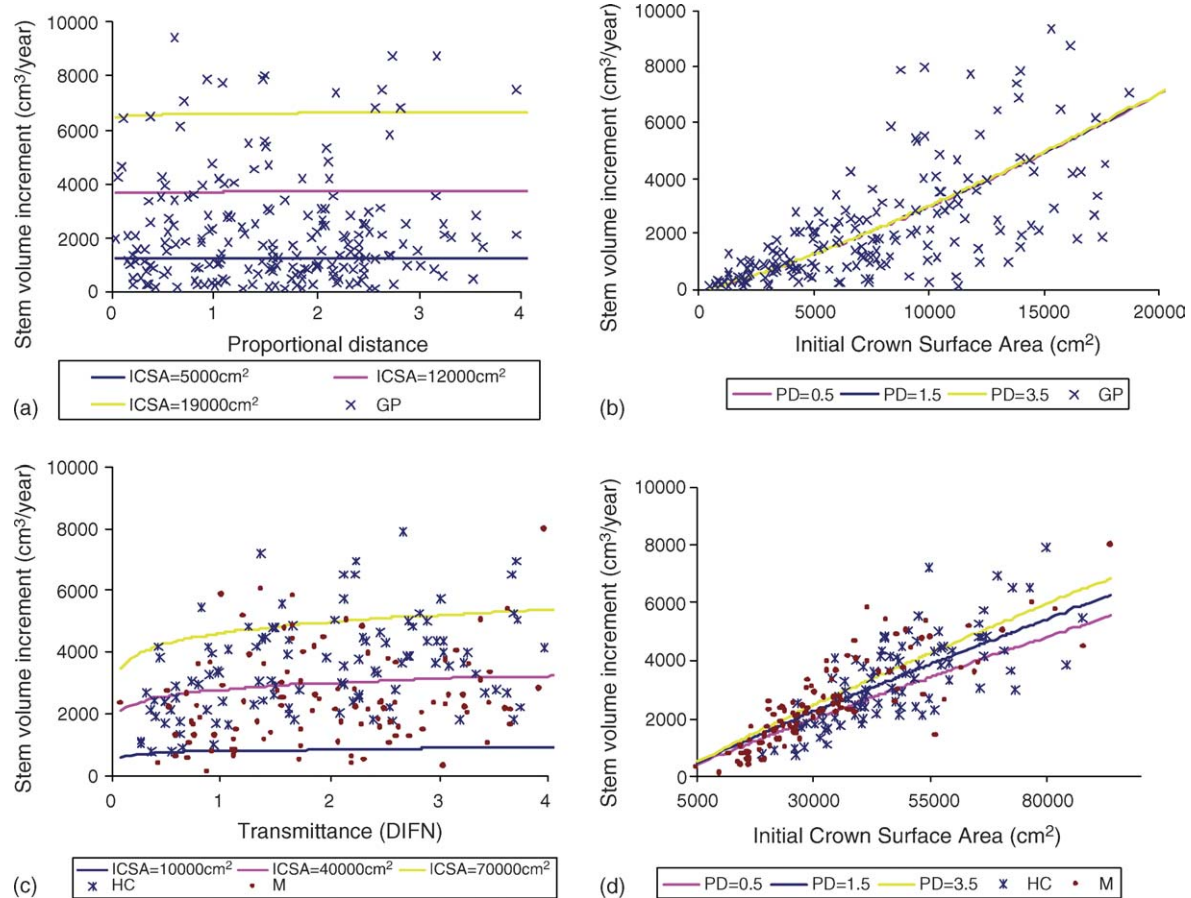 10000
8000
6000
4000
2000
0
Stem volume increment (cm³/year)
0 1 2 3 4
Proportional distance
ICSA=5000cm² ICSA=12000cm²
ICSA=19000cm² GP
(a)
10000
8000
6000
4000
2000
0
Stem volume increment (cm³/year)
0 5000 10000 15000 20000
Initial Crown Surface Area (cm²)
PD=0.5 PD=1.5 PD=3.5 GP
(b)
10000
8000
6000
4000
2000
0
Stem volume increment (cm³/year)
0 1 2 3 4
Transmittance (DIFN)
ICSA=10000cm² ICSA=40000cm² ICSA=70000cm²
HC M
(c)
10000
8000
6000
4000
2000
0
Stem volume increment (cm³/year)
5000 30000 55000 80000
Initial Crown Surface Area (cm²)
PD=0.5 PD=1.5 PD=3.5 HC M
(d)